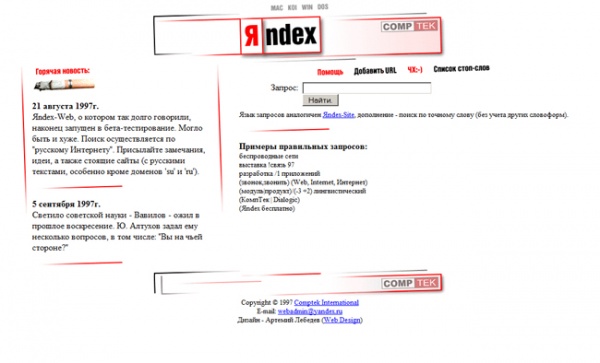 MAC KOI WIN DOS
Яndex
COMPTEK
Горячая новость:
21 августа 1997г.
Яndex-Web, о котором так долго говорили,
наконец запущен в бета-тестирование. Могло
быть и хуже. Поиск осуществляется по
"русскому Интернету". Присылайте замечания,
идеи, а также стоящие сайты (с русскими
текстами, особенно кроме доменов 'su' и 'ru').
5 сентября 1997г.
Светило советской науки - Вавилов - ожил в
прошлое воскресение. Ю. Алтухов задал ему
несколько вопросов, в том числе: "Вы на чьей
стороне?"
Помощь Добавить URL ЧХ:-) Список стоп-слов
Запрос:
Найти.
Язык запросов аналогичен Яndex-Site, дополнение - поиск по точному слову (без учета других словоформ).
Примеры правильных запросов:
беспроводные сети
выставка !связь 97
разработка /1 приложений
(звонок,звонить) (Web, Internet, Интернет)
(модуль|продукт) (-3 +2) лингвистический
(КомпТек | Dialogic)
(Яndex бесплатно)
COMPTEK
Copyright © 1997 Comptek International
E-mail: webadmin@yandex.ru
Дизайн - Артемий Лебедев (Web Design)